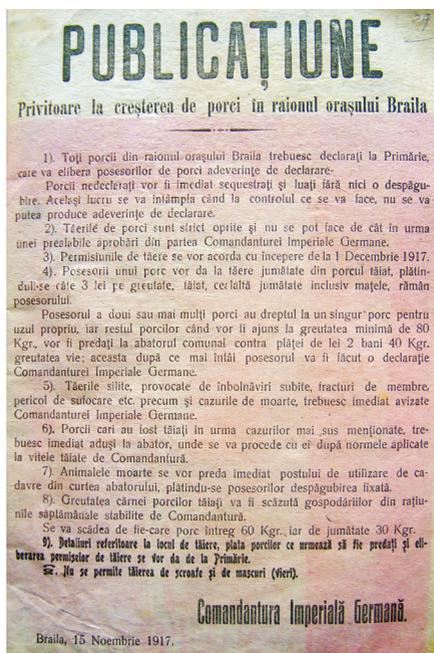 PUBLICAȚIUNE
Privitoare la creșterea de porci în raionul orașului Braila
1). Toți porcii din raionul orașului Braila trebuesc declarați la Primărie,
care va elibera posesorilor de porci adeverințe de declarare-
Porcii nedeclerați vor fi imediat sequestrați și luați fără nici o despăgu-
bire. Același lucru se va întâmpla când la controlul ce se va face, nu se va
putea produce adeverințe de declarare.
2). Tăerile de porci sunt strict oprite și nu se pot face de cât în urma
unei prealabile aprobări din partea Comandanturei Imperiale Germane.
3). Permisiunile de tăere se vor acorda cu începere de la 1 Decembrie 1917.
4). Posesorii unui porc vor da la tăere jumătate din porcul tăiat, plătin-
duli-se câte 3 lei pe greutate, tăiat, cealaltă jumătate inclusiv mațele, rămân
posesorului.
Posesorul a doui sau mai mulți porci au dreptul la un singur porc pentru
uzul propriu, iar restul porcilor când vor fi ajuns la greutatea minimă de 80
Kgr., vor fi predați la abatorul comunal contra plăței de lei 2 bani 40 Kgr.
greutatea vie; aceasta după ce mai întâi posesorul va fi făcut o declarație
Comandanturei Imperiale Germane.
5). Tăerile silite, provocate de înbolnăviri subite, fracturi de membre,
pericol de sufocare etc. precum și cazurile de moarte, trebuesc imediat avizate
Comandanturei Imperiale Germane.
6). Porcii cari au fost tăiați în urma cazurilor mai sus menționate, tre-
buesc imediat aduși la abator, unde se va procede cu ei după normele aplicate
la vitele tăiate de Comandantură.
7). Animalele moarte se vor preda imediat postului de utilizare de ca-
davre din curtea abatorului, plătindu-se posesorilor despăgubirea fixată.
8). Greutatea cărnei porcilor tăiați va fi scăzută gospodăriilor din rațiu-
nile săptămânale stabilite de Comandantură.
Se va scădea de fie-care porc întreg 60 Kgr. iar de jumătate 30 Kgr.
9). Detaliuri referitoare la locul de tăiere, plata porcilor ce urmează să fie predați și eli-
berarea permiselor de tăiere se vor da de la Primărie.
Nu se permite tăierea de scroafe și de mascuri (vieri).
Comandantura Imperială Germană.
Braila, 15 Noembrie 1917.